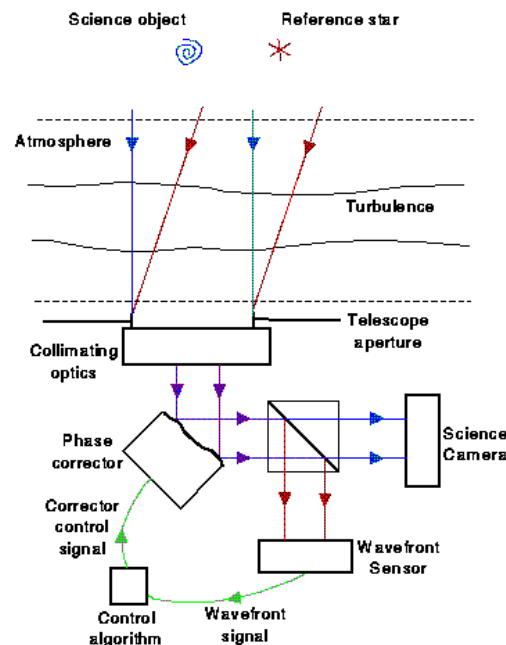 Science object
Reference star
Atmosphere
Turbulence
Telescope
aperture
Collimating
optics
Phase
corrector
Science
Camera
Corrector
control
signal
Wavefront
Sensor
Wavefront
signal
Control
algorithm